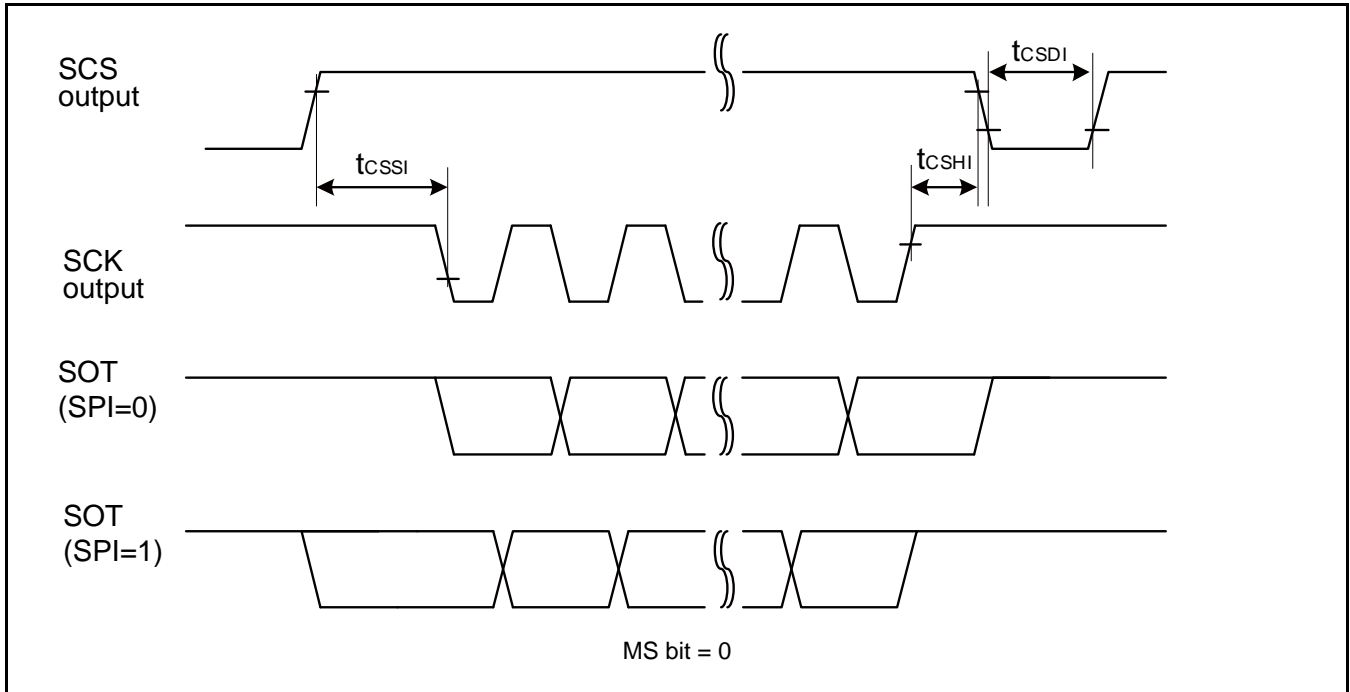 SCS
output
tCSDI
tCSSI
tCSHI
SCK
output
SOT
(SPI=0)
SOT
(SPI=1)
MS bit = 0